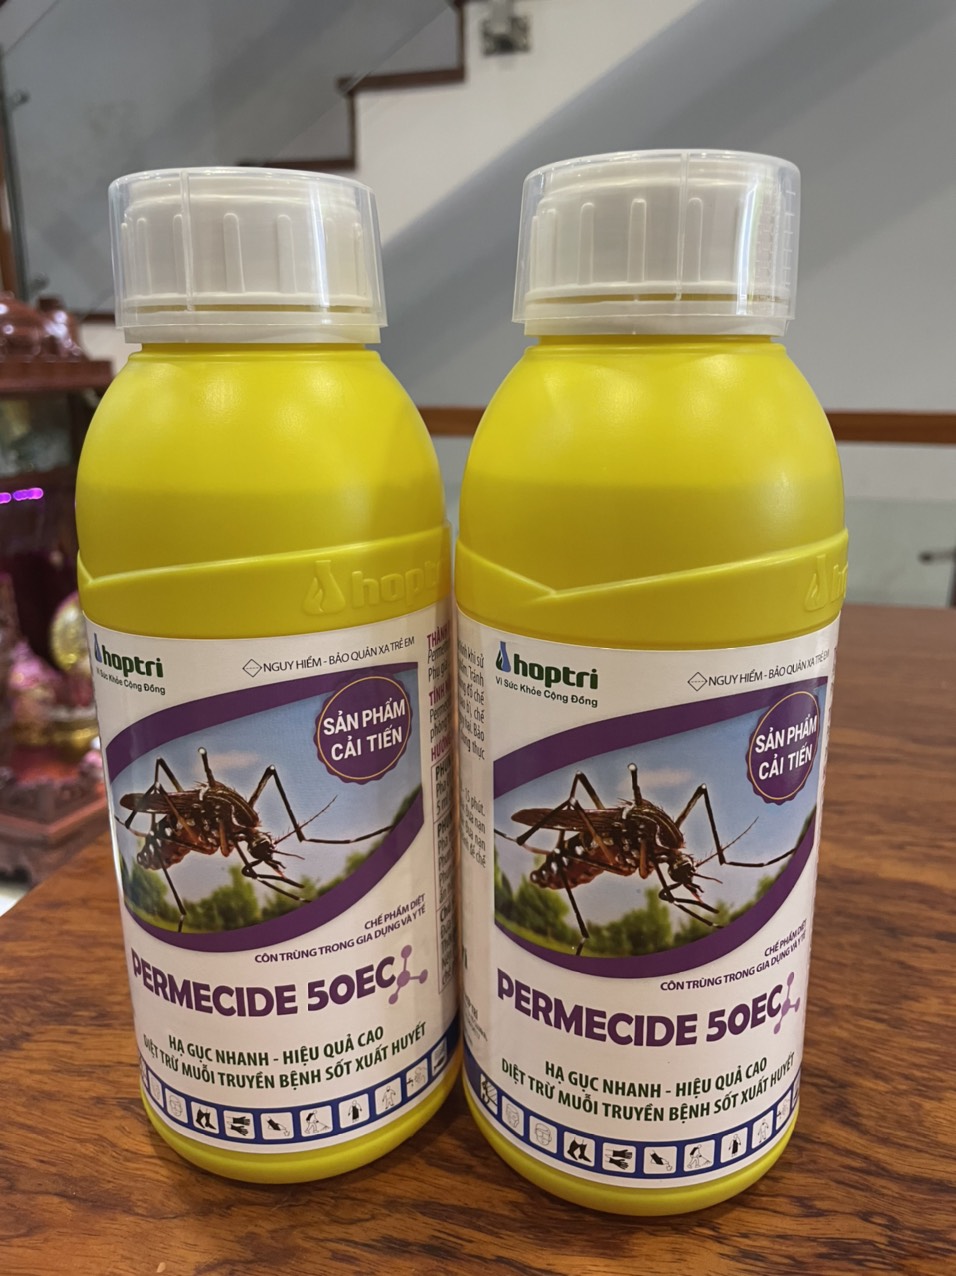 hoptri
hoptri
Vì Sức Khỏe Cộng Đồng
NGUY HIỂM - BẢO QUẢN XA TRẺ EM
SẢN PHẨM
CẢI TIẾN
CHẾ PHẨM DIỆT
CÔN TRÙNG TRONG GIA DỤNG VÀ Y TẾ
PERMECIDE 50EC
HẠ GỤC NHANH - HIỆU QUẢ CAO
DIỆT TRỪ MUỖI TRUYỀN BỆNH SỐT XUẤT HUYẾT
hoptri
Vì Sức Khỏe Cộng Đồng
NGUY HIỂM - BẢO QUẢN XA TRẺ EM
SẢN PHẨM
CẢI TIẾN
CHẾ PHẨM DIỆT
CÔN TRÙNG TRONG GIA DỤNG VÀ Y TẾ
PERMECIDE 50EC
HẠ GỤC NHANH - HIỆU QUẢ CAO
DIỆT TRỪ MUỖI TRUYỀN BỆNH SỐT XUẤT HUYẾT